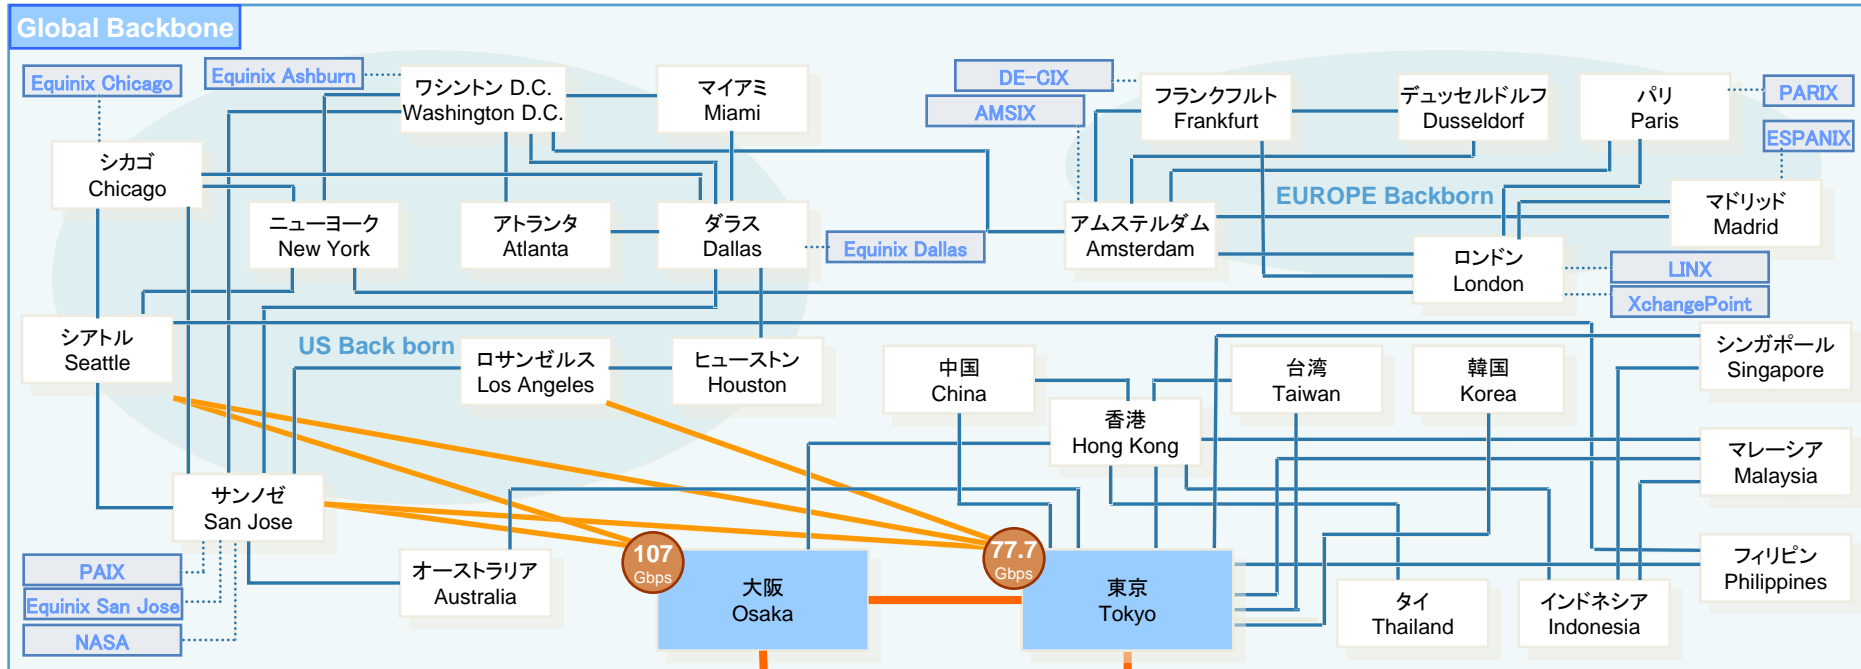 Global Backbone
Equinix Chicago
Equinix Ashburn
ワシントン D.C.
Washington D.C.
マイアミ
Miami
DE-CIX
AMSIX
フランクフルト
Frankfurt
デュッセルドルフ
Dusseldorf
パリ
Paris
PARIX
ESPANIX
シカゴ
Chicago
ニューヨーク
New York
アトランタ
Atlanta
ダラス
Dallas
Equinix Dallas
アムステルダム
Amsterdam
EUROPE Backborn
マドリッド
Madrid
ロンドン
London
LINX
XchangePoint
シアトル
Seattle
US Back born
ロサンゼルス
Los Angeles
ヒューストン
Houston
中国
China
香港
Hong Kong
台湾
Taiwan
韓国
Korea
シンガポール
Singapore
マレーシア
Malaysia
サンノゼ
San Jose
PAIX
Equinix San Jose
NASA
オーストラリア
Australia
107
Gbps
大阪
Osaka
77.7
Gbps
東京
Tokyo
タイ
Thailand
インドネシア
Indonesia
フィリピン
Philippines